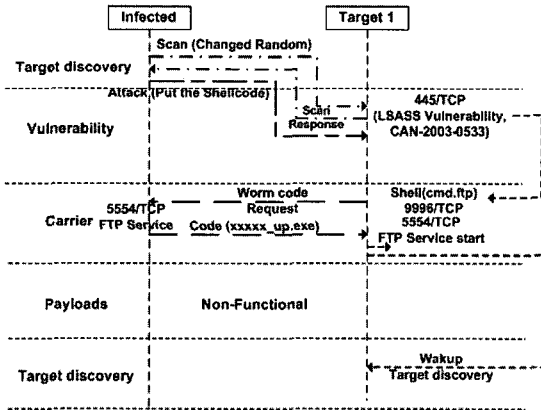 Infected
Target 1
Scan (Changed Random)
Target discovery
Attack (Put the Shellcode)
Scan
Response
445/TCP
(LSASS Vulnerability,
CAN-2003-0533)
Vulnerability
Worm code
Request
Shell(cmd.ftp)
9996/TCP
5554/TCP
FTP Service start
Carrier
5554/TCP
FTP Service
Code (xxxxx_up.exe)
Payloads
Non-Functional
Wakup
Target discovery
Target discovery